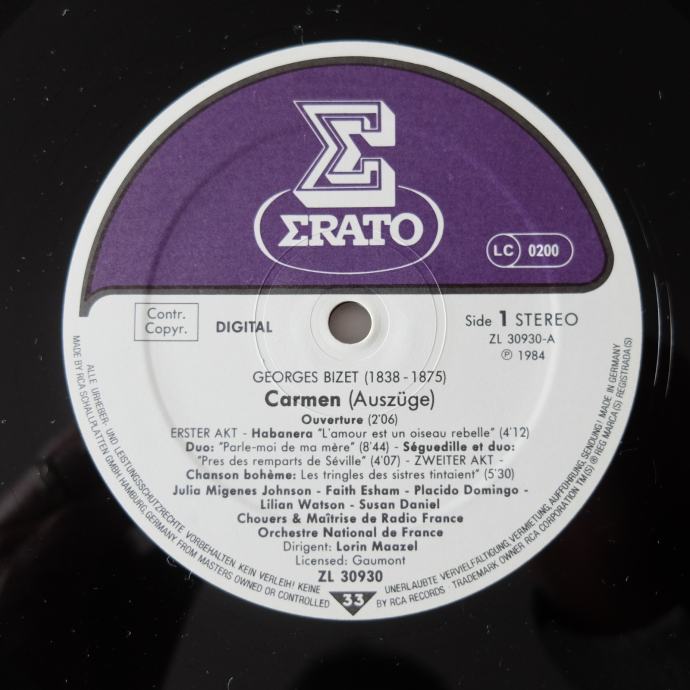 ERATO
LC 0200
Contr.
Copyr.
DIGITAL
Side 1 STEREO
ZL 30930-A
℗ 1984
GEORGES BIZET (1838 - 1875)
Carmen (Auszüge)
Ouverture (2'06)
ERSTER AKT - Habanera "L'amour est un oiseau rebelle" (4'12)
Duo: "Parle-moi de ma mère" (8'44) - Séguedille et duo:
"Pres des remparts de Séville" (4'07) - ZWEITER AKT -
Chanson bohème: Les tringles des sistres tintaient" (5'30)
Julia Migenes Johnson - Faith Esham - Placido Domingo -
Lilian Watson - Susan Daniel
Chouers & Maîtrise de Radio France
Orchestre National de France
Dirigent: Lorin Maazel
Licensed: Gaumont
ZL 30930
33
ALLE URHEBER- UND LEISTUNGSSCHUTZRECHTE VORBEHALTEN. KEIN VERLEIH! KEINE UNERLAUBTE VERVIELFÄLTIGUNG, VERMIETUNG, AUFFÜHRUNG, SENDUNG! MADE IN GERMANY
MADE BY RCA SCHALLPLATTEN GMBH HAMBURG, GERMANY FROM MASTERS OWNED OR CONTROLLED BY RCA RECORDS · TRADEMARK OWNER RCA CORPORATION TM(S) ® REG MARCA(S) REGISTRADA(S)